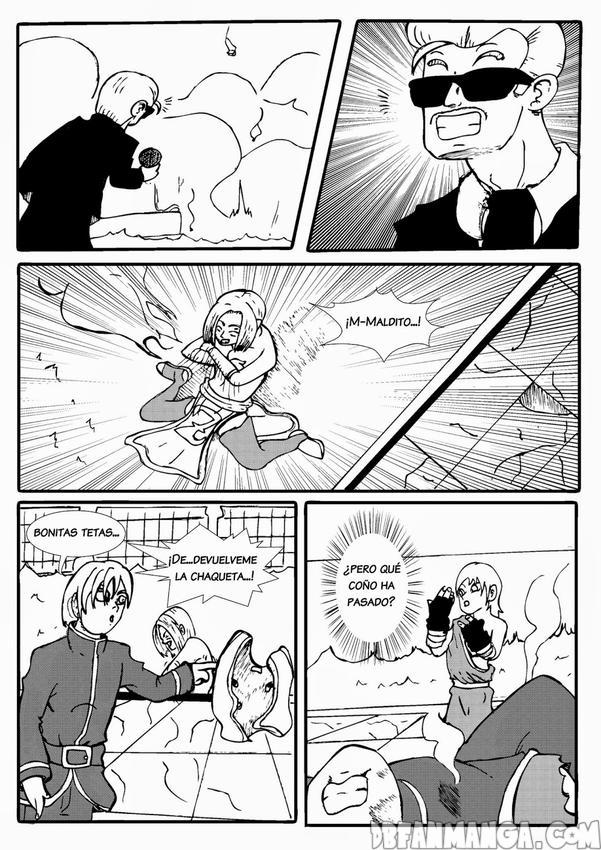 ¡M-MALDITO...!
BONITAS TETAS...
¡DE...DEVUELVEME
LA CHAQUETA...!
¿PERO QUÉ
COÑO HA
PASADO?
DBFANMANGA.COM